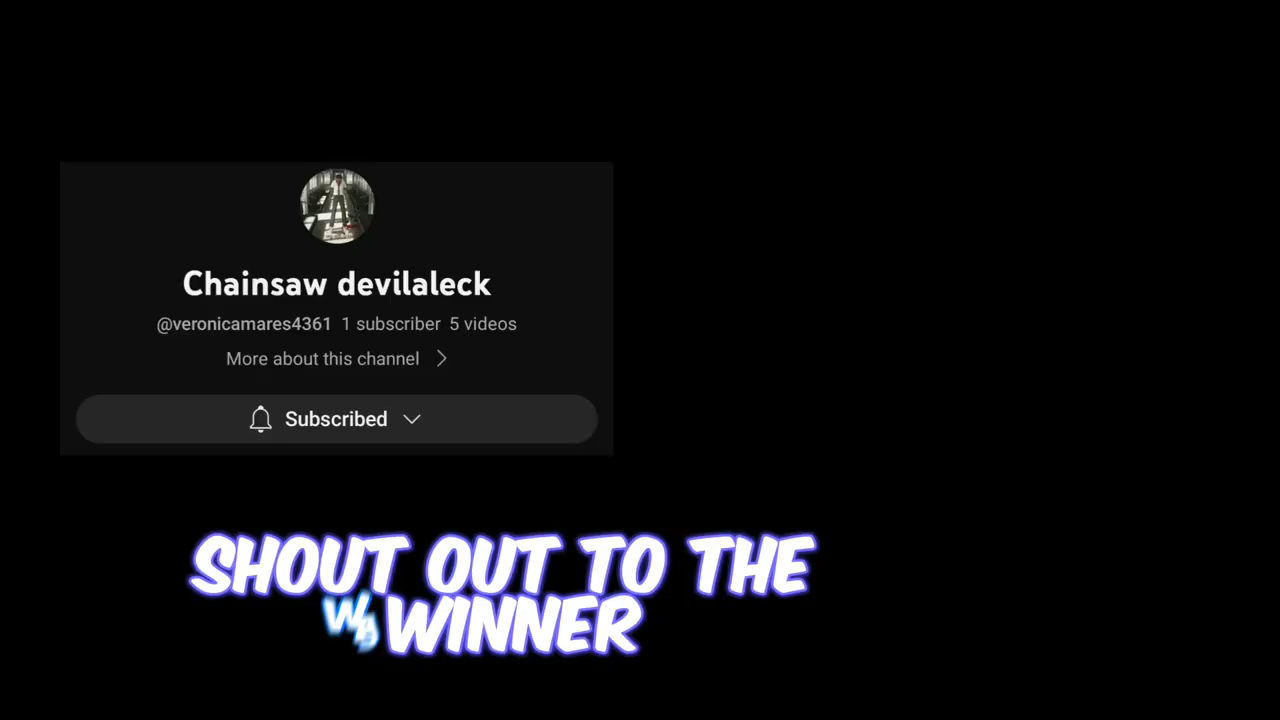 Chainsaw devilaleck
@veronicamares4361 1 subscriber 5 videos
More about this channel
Subscribed
SHOUT OUT TO THE
WINNER